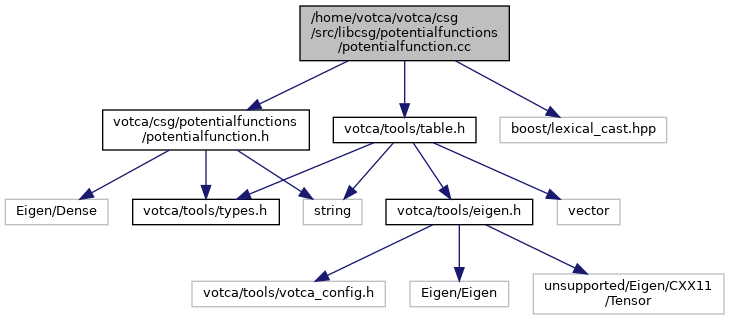 /home/votca/votca/csg
/src/libcsg/potentialfunctions
/potentialfunction.cc
votca/csg/potentialfunctions
/potentialfunction.h
votca/tools/table.h
boost/lexical_cast.hpp
Eigen/Dense
votca/tools/types.h
string
votca/tools/eigen.h
vector
votca/tools/votca_config.h
Eigen/Eigen
unsupported/Eigen/CXX11
/Tensor